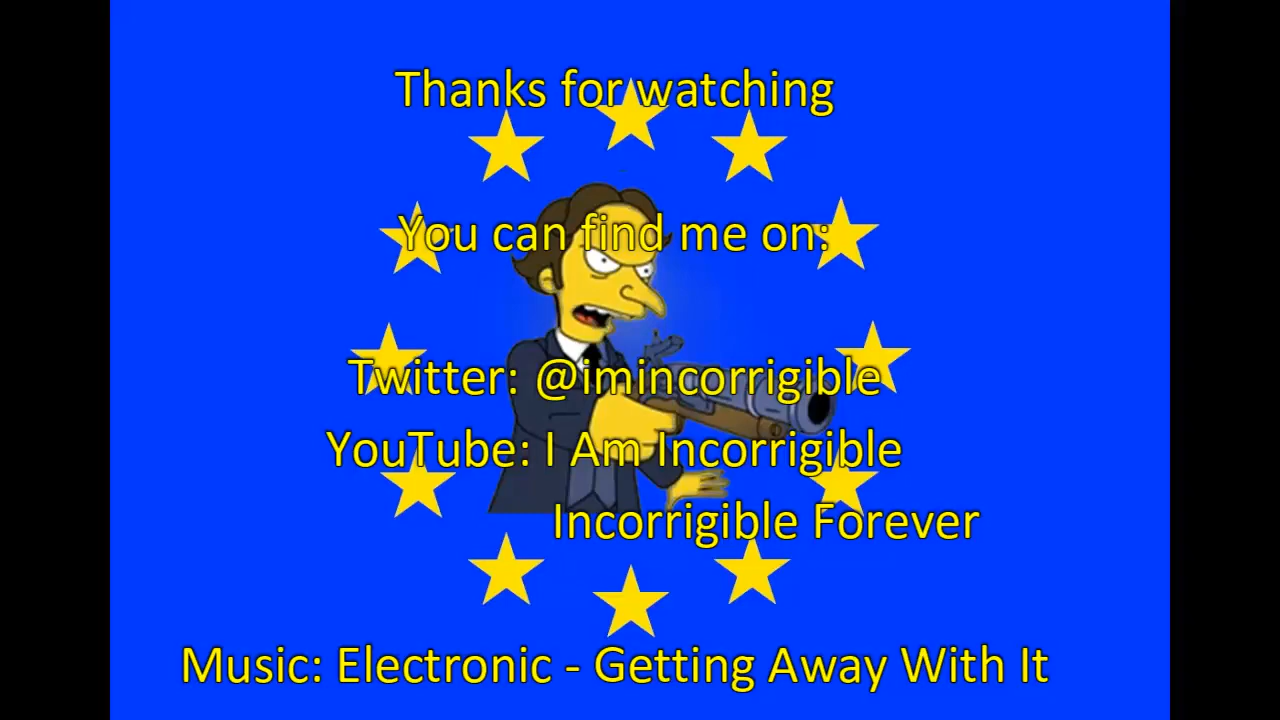 Thanks for watching
You can find me on:
Twitter: @imincorrigible
YouTube: I Am Incorrigible
Incorrigible Forever
Music: Electronic - Getting Away With It